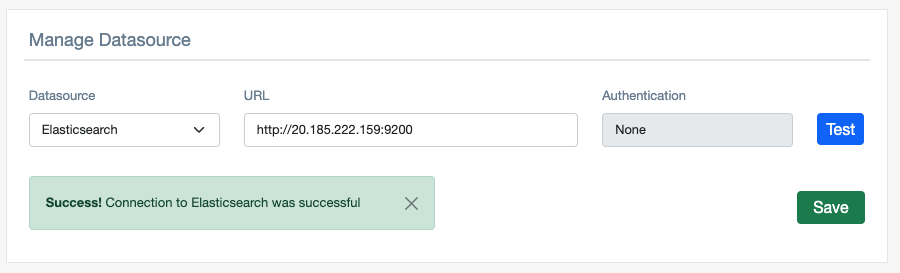 Manage Datasource
Datasource
URL
Authentication
Elasticsearch
http://20.185.222.159:9200
None
Test
Success! Connection to Elasticsearch was successful
Save